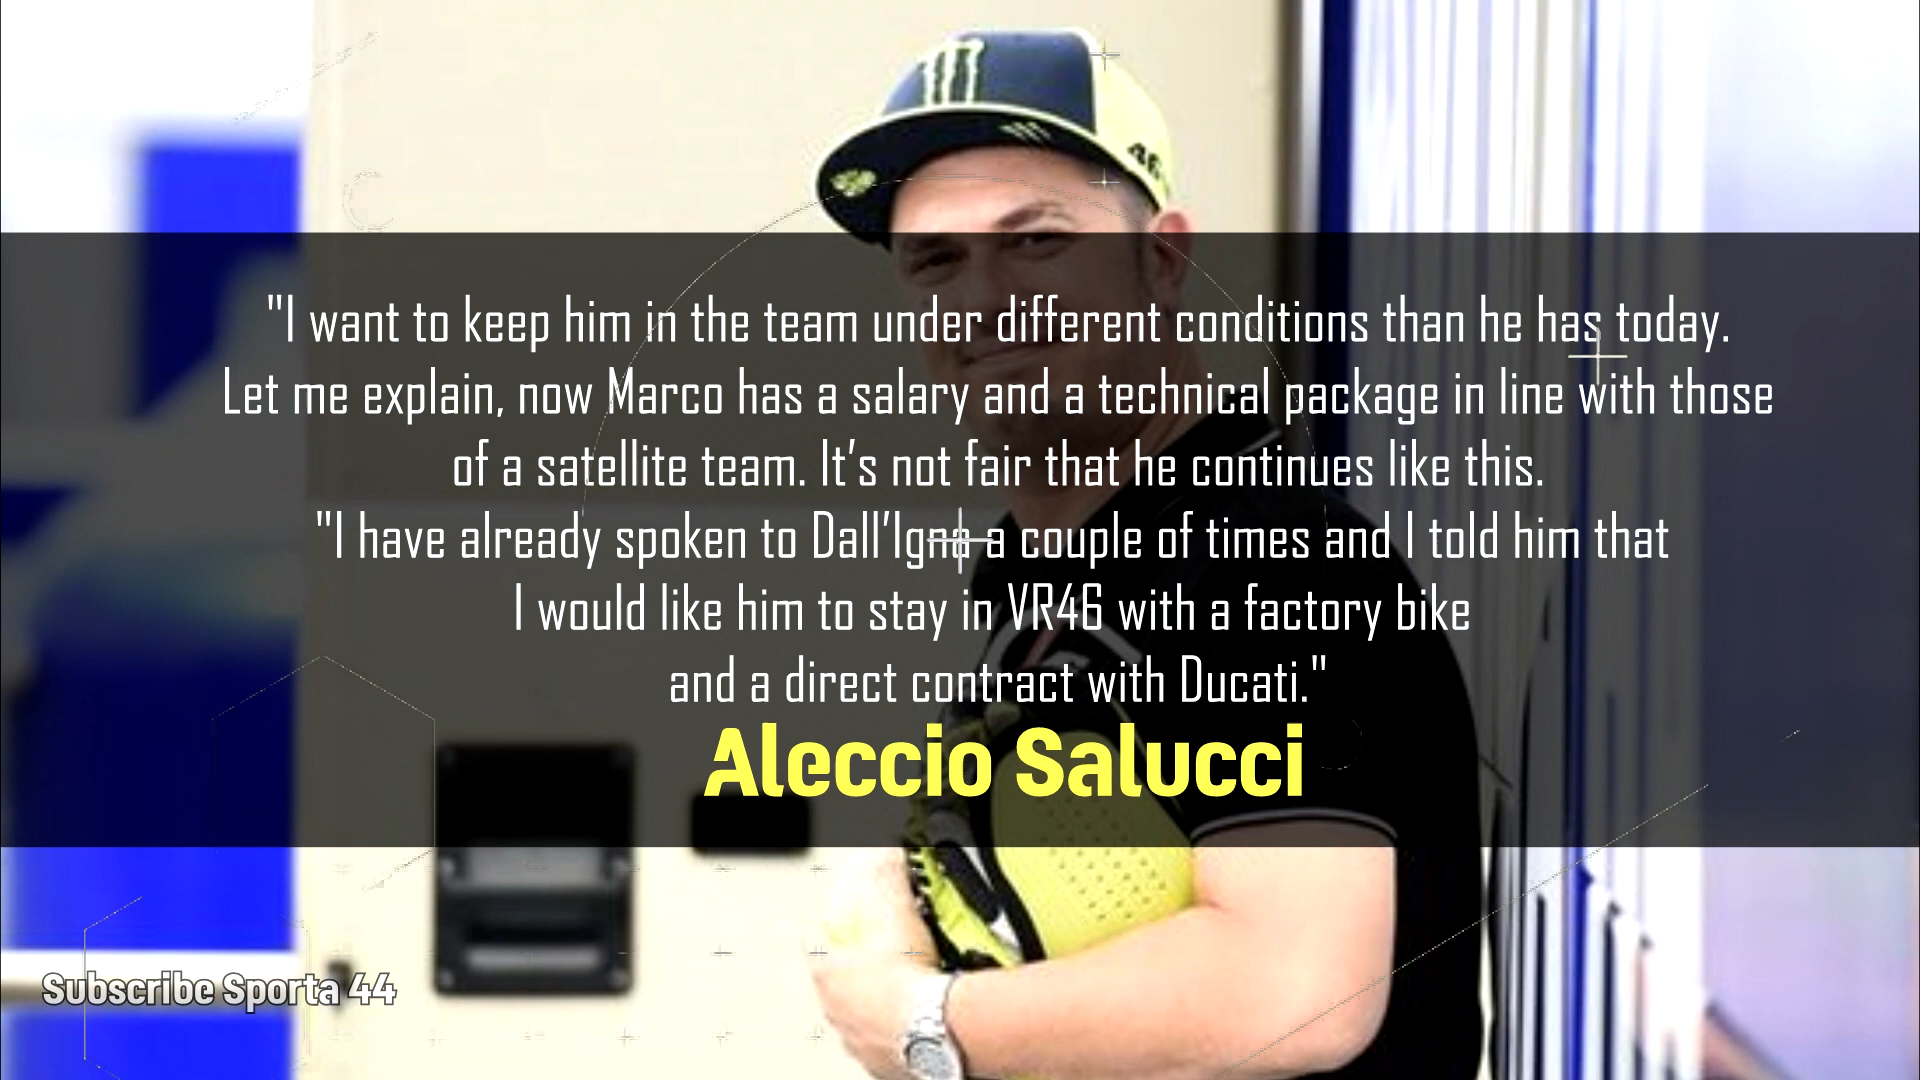 46
"I want to keep him in the team under different conditions than he has today.
Let me explain, now Marco has a salary and a technical package in line with those
of a satellite team. It's not fair that he continues like this.
"I have already spoken to Dall'Igna a couple of times and I told him that
I would like him to stay in VR46 with a factory bike
and a direct contract with Ducati."
Aleccio Salucci
Subscribe Sporta 44